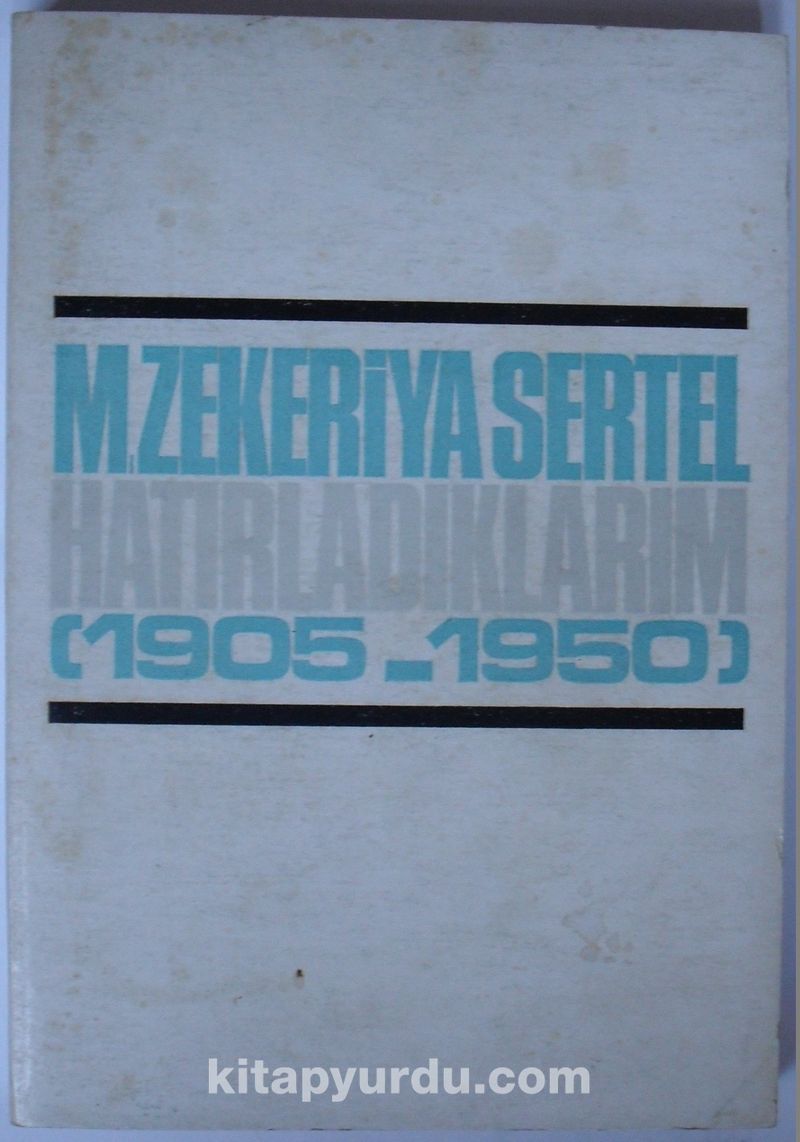 M.ZEKERİYA SERTEL
HATIRLADIKLARIM
(1905-1950)
kitapyurdu.com